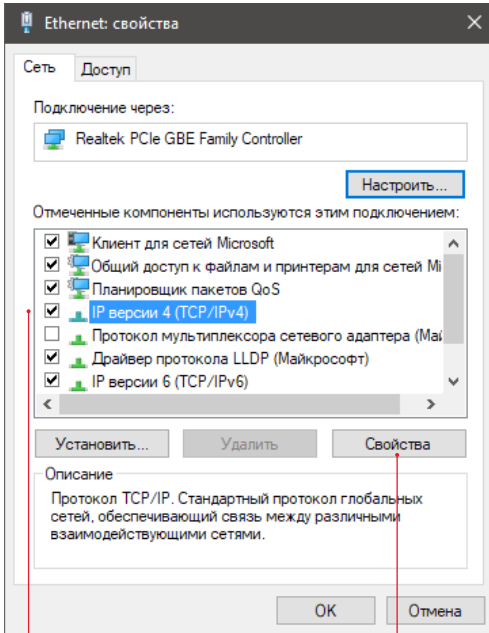 Ethernet: свойства
Сеть Доступ
Подключение через:
Realtek PCIe GBE Family Controller
Настроить...
Отмеченные компоненты используются этим подключением:
Клиент для сетей Microsoft
Общий доступ к файлам и принтерам для сетей Mi
Планировщик пакетов QoS
IP версии 4 (TCP/IPv4)
Протокол мультиплексора сетевого адаптера (Май
Драйвер протокола LLDP (Майкрософт)
IP версии 6 (TCP/IPv6)
Установить... Удалить Свойства
Описание
Протокол TCP/IP. Стандартный протокол глобальных
сетей, обеспечивающий связь между различными
взаимодействующими сетями.
OK Отмена